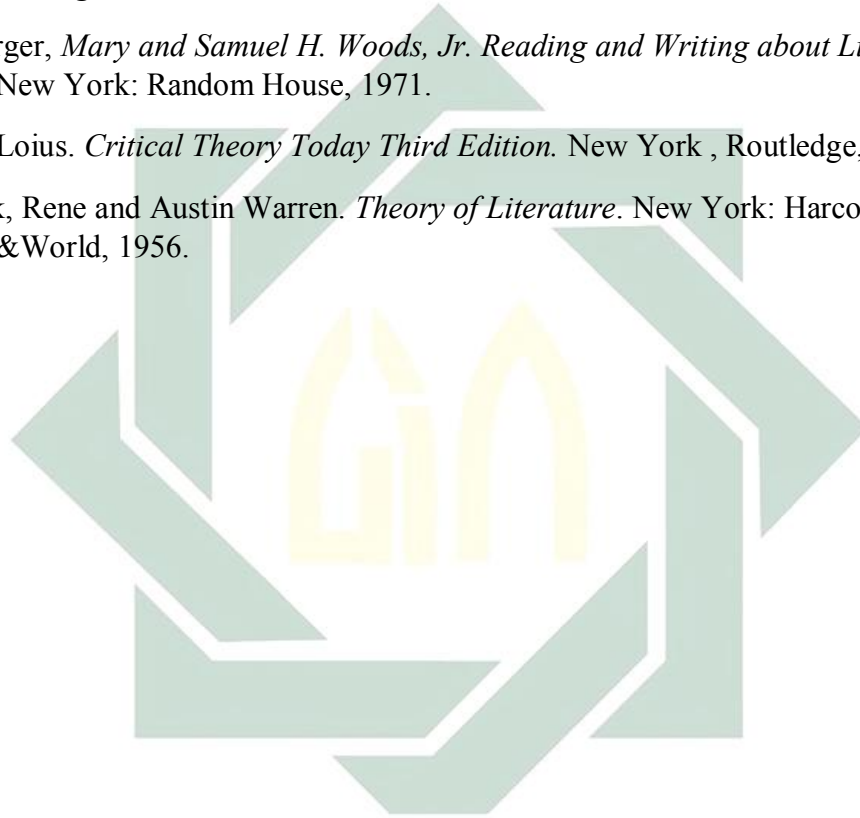 rger, Mary and Samuel H. Woods, Jr. Reading and Writing about Li
New York: Random House, 1971.
Loius. Critical Theory Today Third Edition. New York , Routledge,
k, Rene and Austin Warren. Theory of Literature. New York: Harco
&World, 1956.